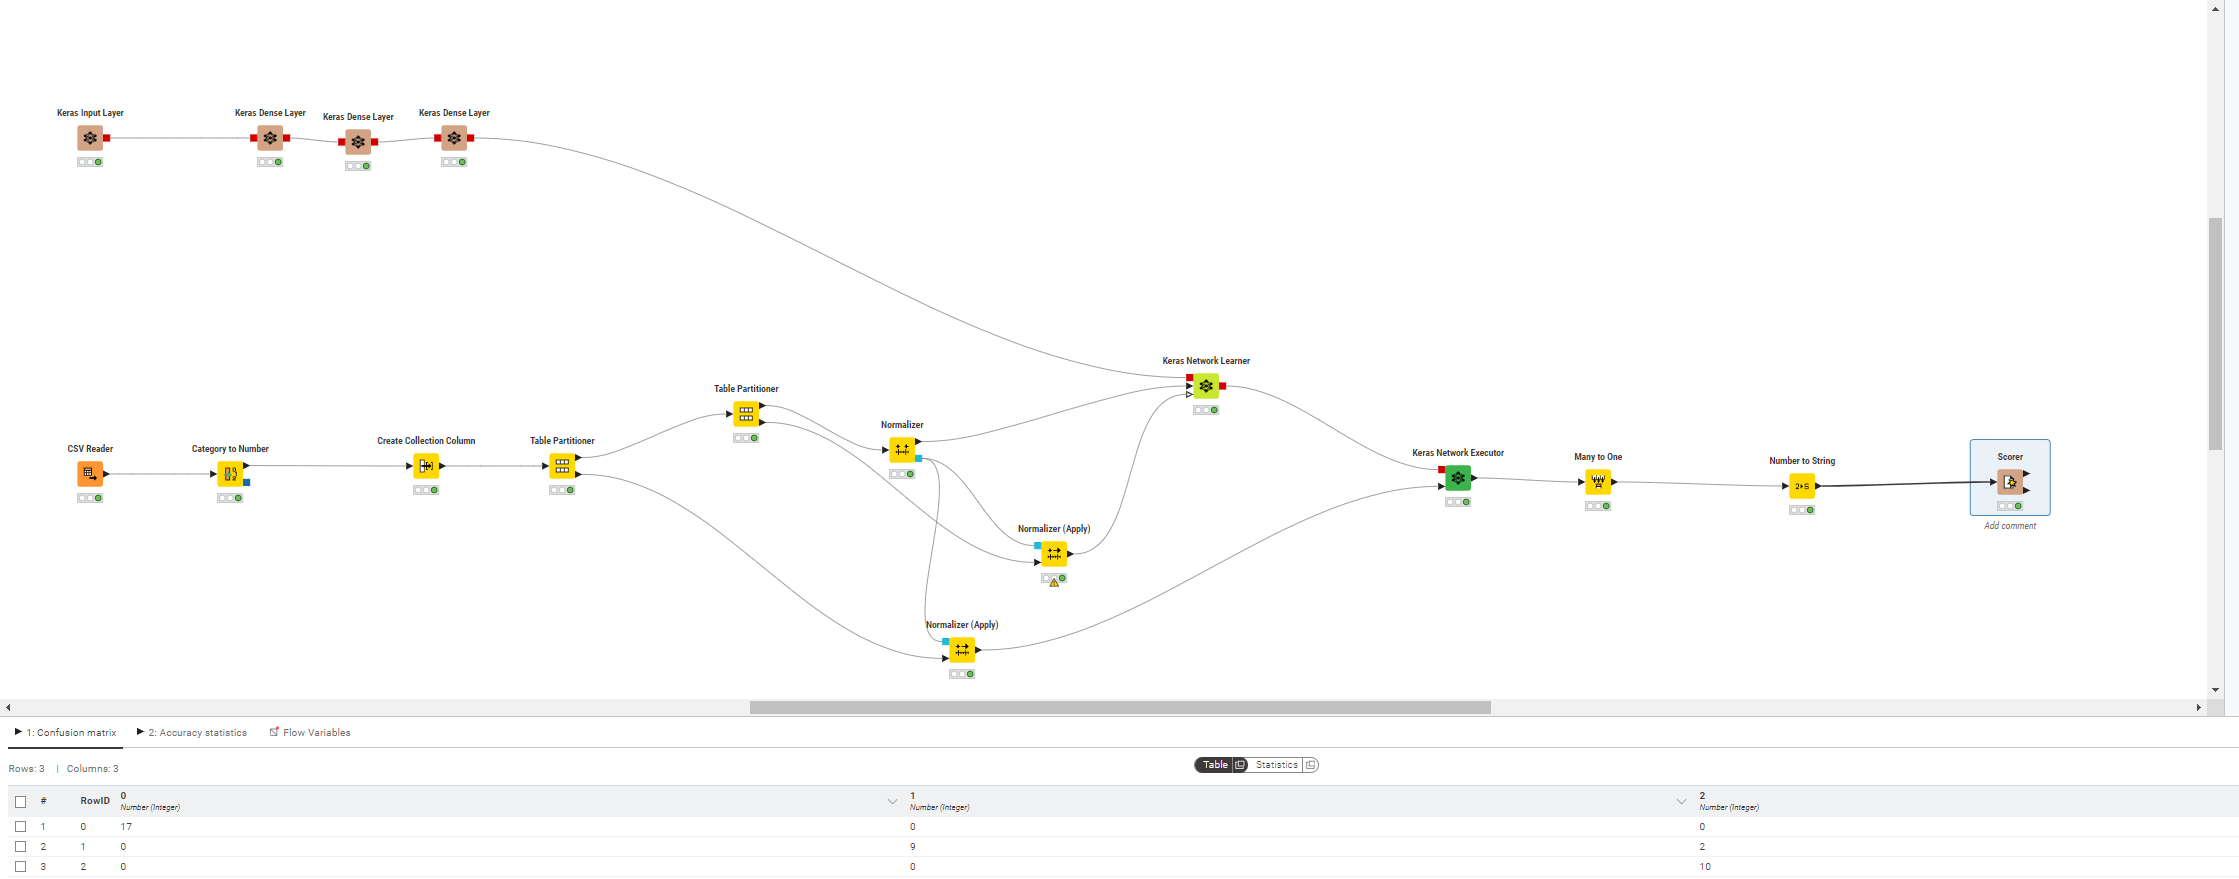 Keras Input Layer
Keras Dense Layer
Keras Dense Layer
Keras Dense Layer
Keras Network Learner
Table Partitioner
Normalizer
CSV Reader
Category to Number
Create Collection Column
Table Partitioner
Keras Network Executor
Many to One
Number to String
2▸S
Scorer
Add comment
Normalizer (Apply)
Normalizer (Apply)
1: Confusion matrix
2: Accuracy statistics
Flow Variables
Rows: 3 | Columns: 3
Table
Statistics
# RowID 0 1 2
Number (Integer) Number (Integer) Number (Integer)
1 0 17 0 0
2 1 0 9 2
3 2 0 0 10